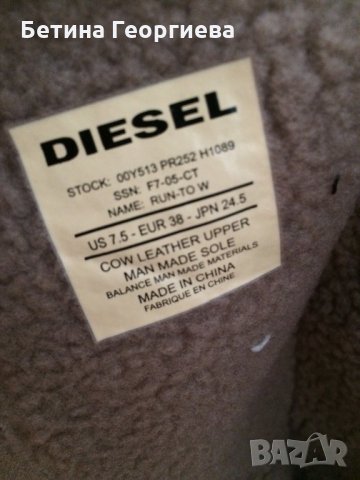 Бетина Георгиева
DIESEL
STOCK: 00Y513 PR252 H1089
SSN: F7-05-CT
NAME: RUN-TO W
US 7.5 - EUR 38 - JPN 24.5
COW LEATHER UPPER
MAN MADE SOLE
BALANCE MAN MADE MATERIALS
MADE IN CHINA
FABRIQUE EN CHINE
BAZAR